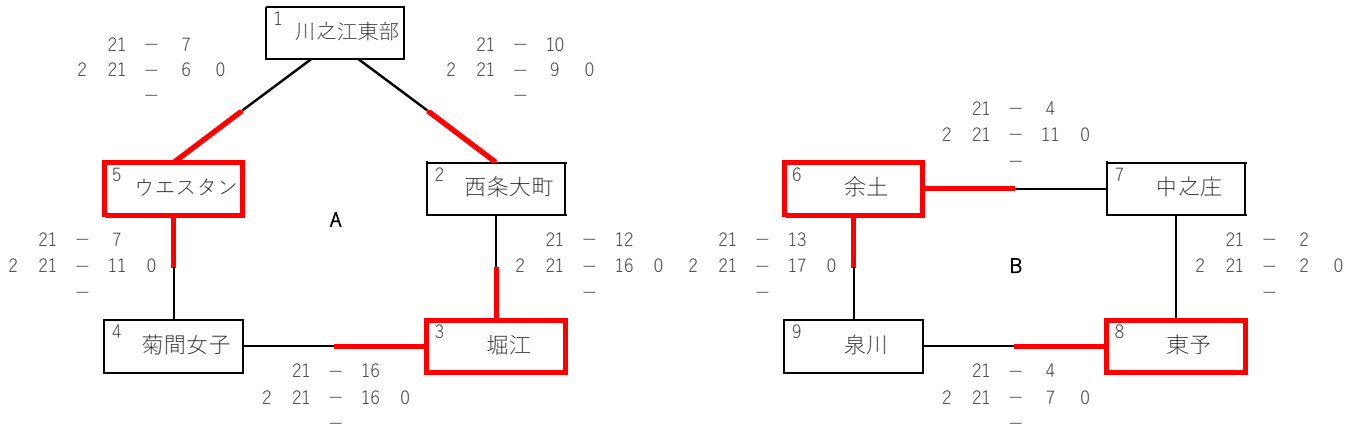 1 川之江東部
21 － 7
2 21 － 6 0
－
21 － 10
2 21 － 9 0
－
5 ウエスタン
2 西条大町
A
21 － 7
2 21 － 11 0
－
21 － 12
2 21 － 16 0
－
4 菊間女子
3 堀江
21 － 16
2 21 － 16 0
－
21 － 4
2 21 － 11 0
－
6 余土
7 中之庄
B
21 － 13
2 21 － 17 0
－
21 － 2
2 21 － 2 0
－
9 泉川
8 東予
21 － 4
2 21 － 7 0
－